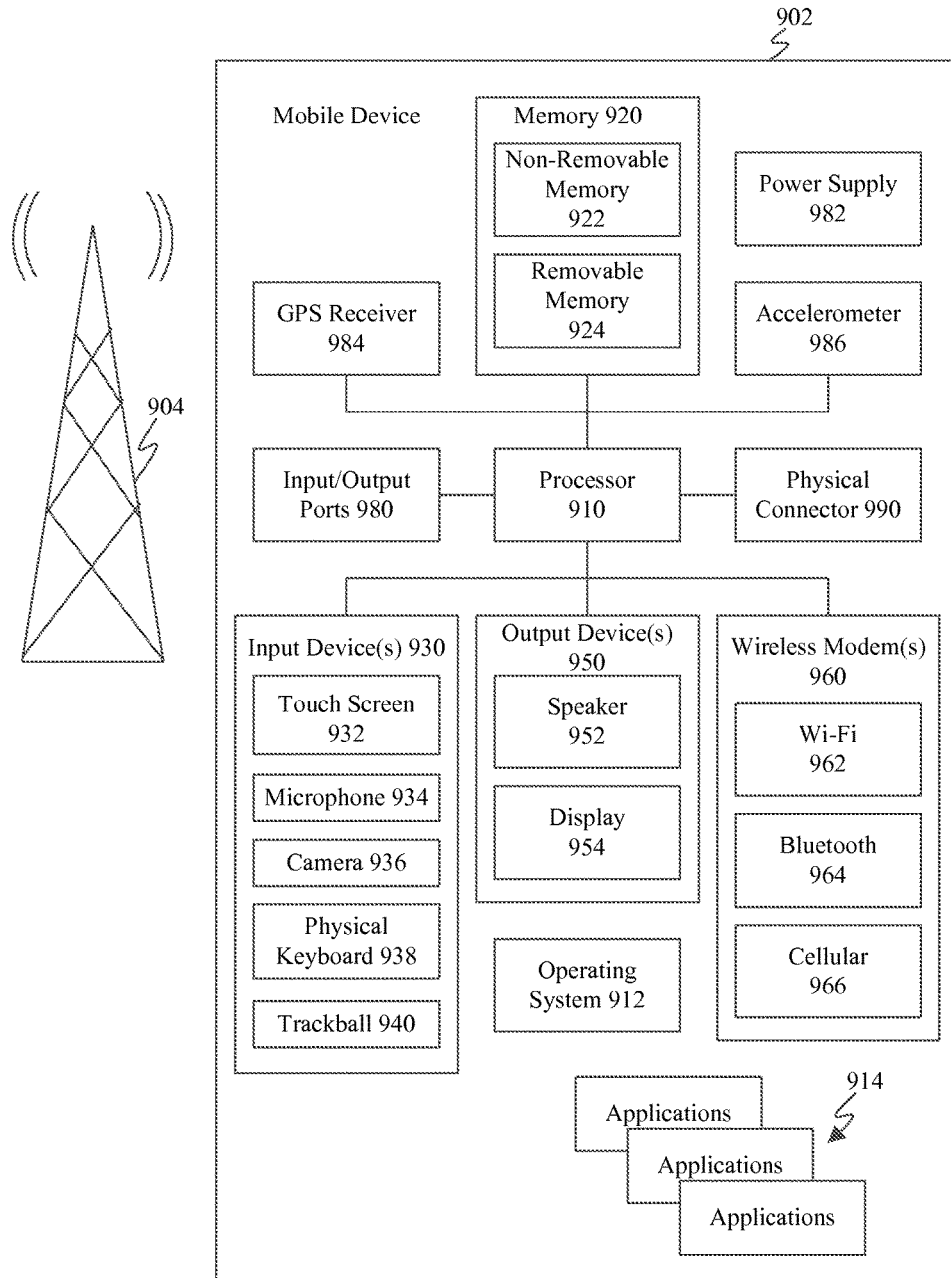 902
Mobile Device
Memory 920
Non-Removable
Memory
922
Removable
Memory
924
Power Supply
982
GPS Receiver
984
Accelerometer
986
904
Input/Output
Ports 980
Processor
910
Physical
Connector 990
Input Device(s) 930
Touch Screen
932
Microphone 934
Camera 936
Physical
Keyboard 938
Trackball 940
Output Device(s)
950
Speaker
952
Display
954
Wireless Modem(s)
960
Wi-Fi
962
Bluetooth
964
Cellular
966
Operating
System 912
914
Applications
Applications
Applications